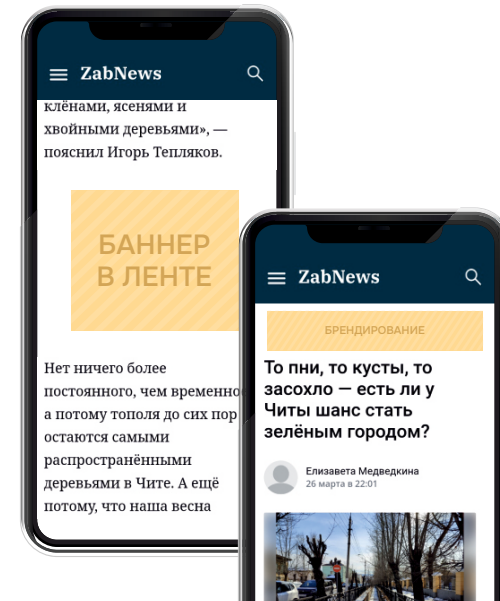 ZabNews
клёнами, ясенями и
хвойными деревьями», —
пояснил Игорь Тепляков.
БАННЕР
В ЛЕНТЕ
Нет ничего более
постоянного, чем временно
а потому тополя до сих пор
остаются самыми
распространёнными
деревьями в Чите. А ещё
потому, что наша весна
ZabNews
БРЕНДИРОВАНИЕ
То пни, то кусты, то
засохло — есть ли у
Читы шанс стать
зелёным городом?
Елизавета Медведкина
26 марта в 22:01